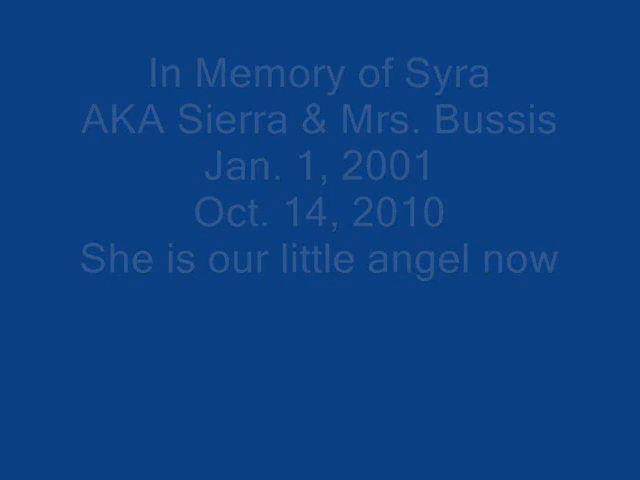 In Memory of Syra
AKA Sierra & Mrs. Bussis
Jan. 1, 2001
Oct. 14, 2010
She is our little angel now